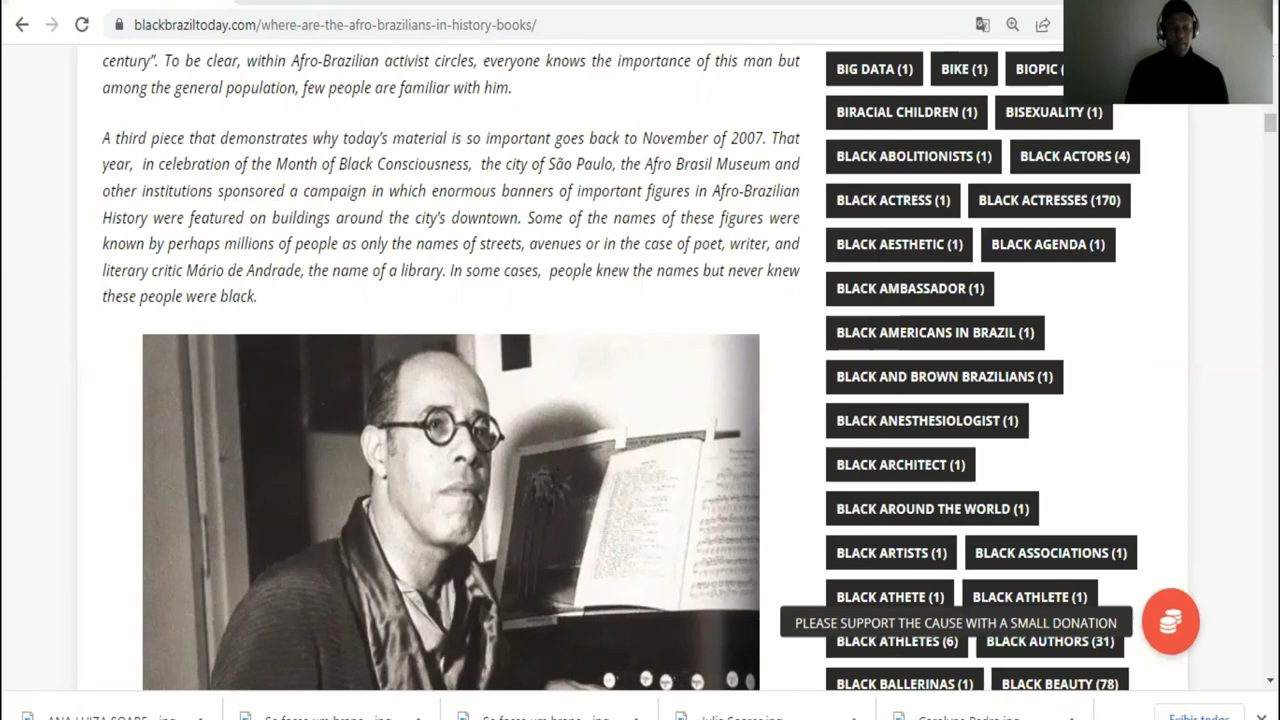 blackbraziltoday.com/where-are-the-afro-brazilians-in-history-books/
century". To be clear, within Afro-Brazilian activist circles, everyone knows the importance of this man but
among the general population, few people are familiar with him.
A third piece that demonstrates why today's material is so important goes back to November of 2007. That
year, in celebration of the Month of Black Consciousness, the city of São Paulo, the Afro Brasil Museum and
other institutions sponsored a campaign in which enormous banners of important figures in Afro-Brazilian
History were featured on buildings around the city's downtown. Some of the names of these figures were
known by perhaps millions of people as only the names of streets, avenues or in the case of poet, writer, and
literary critic Mário de Andrade, the name of a library. In some cases, people knew the names but never knew
these people were black.
BIG DATA (1) BIKE (1) BIOPIC (
BIRACIAL CHILDREN (1) BISEXUALITY (1)
BLACK ABOLITIONISTS (1) BLACK ACTORS (4)
BLACK ACTRESS (1) BLACK ACTRESSES (170)
BLACK AESTHETIC (1) BLACK AGENDA (1)
BLACK AMBASSADOR (1)
BLACK AMERICANS IN BRAZIL (1)
BLACK AND BROWN BRAZILIANS (1)
BLACK ANESTHESIOLOGIST (1)
BLACK ARCHITECT (1)
BLACK AROUND THE WORLD (1)
BLACK ARTISTS (1) BLACK ASSOCIATIONS (1)
BLACK ATHETE (1) BLACK ATHLETE (1)
PLEASE SUPPORT THE CAUSE WITH A SMALL DONATION
BLACK ATHLETES (6) BLACK AUTHORS (31)
BLACK BALLERINAS (1) BLACK BEAUTY (78)
Exibir todos